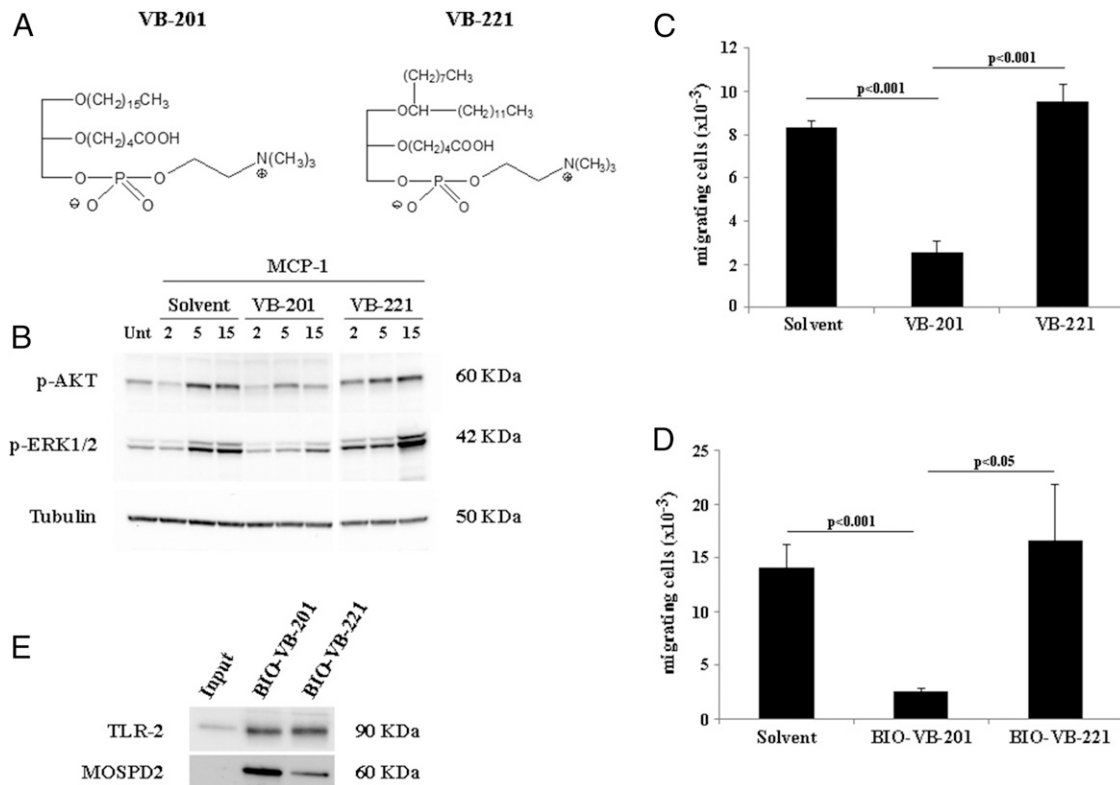 A
VB-201
VB-221
O(CH₂)₁₅CH₃
O(CH₂)₄COOH
O
P
O
N(CH₃)₃
⊕
⊖
O
O
(CH₂)₇CH₃
OCH
(CH₂)₁₁CH₃
O(CH₂)₄COOH
O
P
O
N(CH₃)₃
⊕
⊖
O
O
B
MCP-1
Solvent VB-201 VB-221
Unt 2 5 15 2 5 15 2 5 15
p-AKT 60 KDa
p-ERK1/2 42 KDa
Tubulin 50 KDa
E
Input BIO-VB-201 BIO-VB-221
TLR-2 90 KDa
MOSPD2 60 KDa
C
migrating cells (x10⁻³)
12
10
8
6
4
2
0
p<0.001
p<0.001
Solvent VB-201 VB-221
D
migrating cells (x10⁻³)
25
20
15
10
5
0
p<0.05
p<0.001
Solvent BIO-VB-201 BIO-VB-221